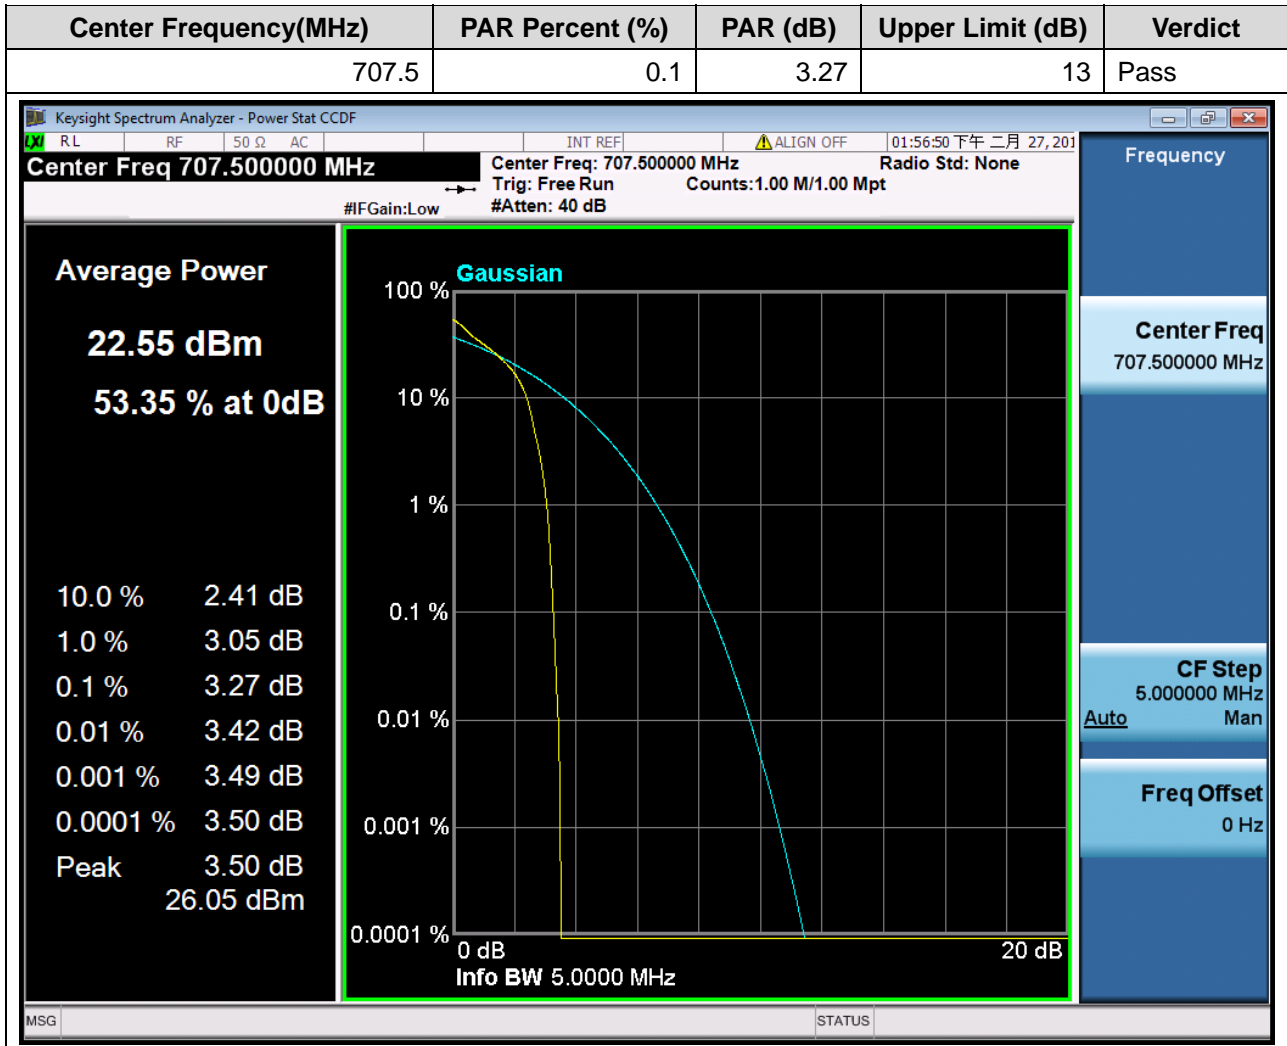 Center Frequency(MHz) PAR Percent (%) PAR (dB) Upper Limit (dB) Verdict
707.5 0.1 3.27 13 Pass
Keysight Spectrum Analyzer - Power Stat CCDF
LXI RL RF 50 Ω AC INT REF ALIGN OFF 01:56:50 下午 二月 27, 201
Center Freq 707.500000 MHz
Center Freq: 707.500000 MHz Radio Std: None
Trig: Free Run Counts:1.00 M/1.00 Mpt
#IFGain:Low #Atten: 40 dB
Average Power
22.55 dBm
53.35 % at 0dB
10.0 % 2.41 dB
1.0 % 3.05 dB
0.1 % 3.27 dB
0.01 % 3.42 dB
0.001 % 3.49 dB
0.0001 % 3.50 dB
Peak 3.50 dB
26.05 dBm
Gaussian
100 %
10 %
1 %
0.1 %
0.01 %
0.001 %
0.0001 %
0 dB 20 dB
Info BW 5.0000 MHz
Frequency
Center Freq
707.500000 MHz
CF Step
5.000000 MHz
Auto Man
Freq Offset
0 Hz
MSG STATUS